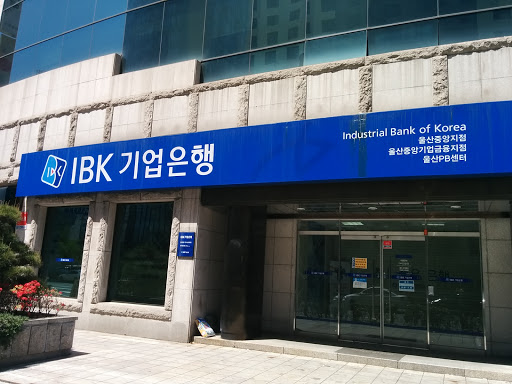 IBK 기업은행
Industrial Bank of Korea
울산중앙지점
울산중앙기업금융지점
울산PB센터